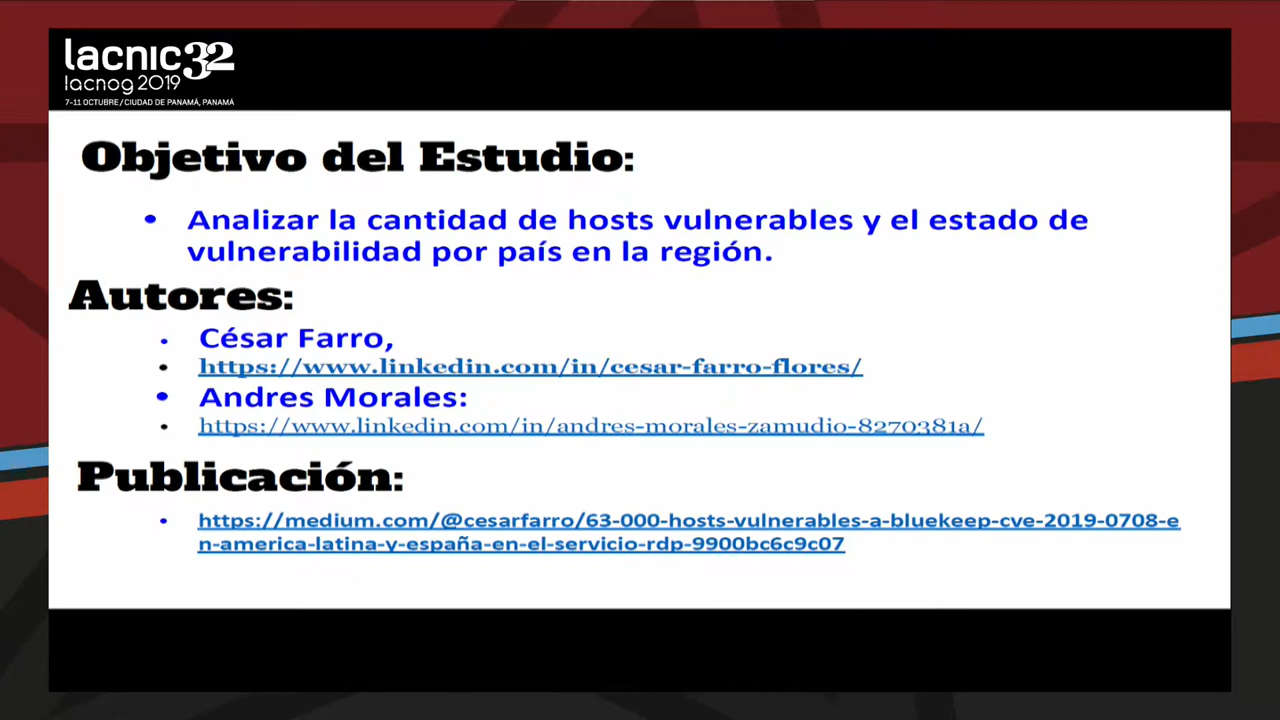 lacnic32
lacnog 2019
7-11 OCTUBRE / CIUDAD DE PANAMÁ, PANAMÁ
Objetivo del Estudio:
• Analizar la cantidad de hosts vulnerables y el estado de
vulnerabilidad por país en la región.
Autores:
• César Farro,
• https://www.linkedin.com/in/cesar-farro-flores/
• Andres Morales:
• https://www.linkedin.com/in/andres-morales-zamudio-8270381a/
Publicación:
• https://medium.com/@cesarfarro/63-000-hosts-vulnerables-a-bluekeep-cve-2019-0708-e
n-america-latina-y-españa-en-el-servicio-rdp-9900bc6c9c07